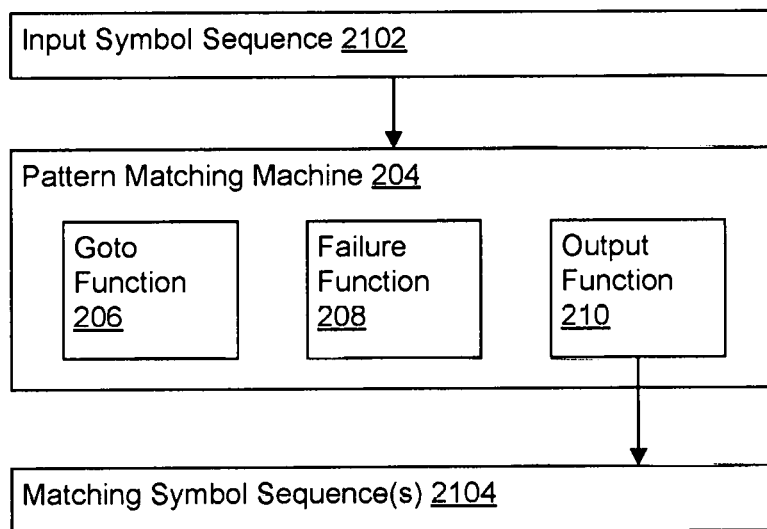 Input Symbol Sequence 2102
Pattern Matching Machine 204
Goto
Function
206
Failure
Function
208
Output
Function
210
Matching Symbol Sequence(s) 2104